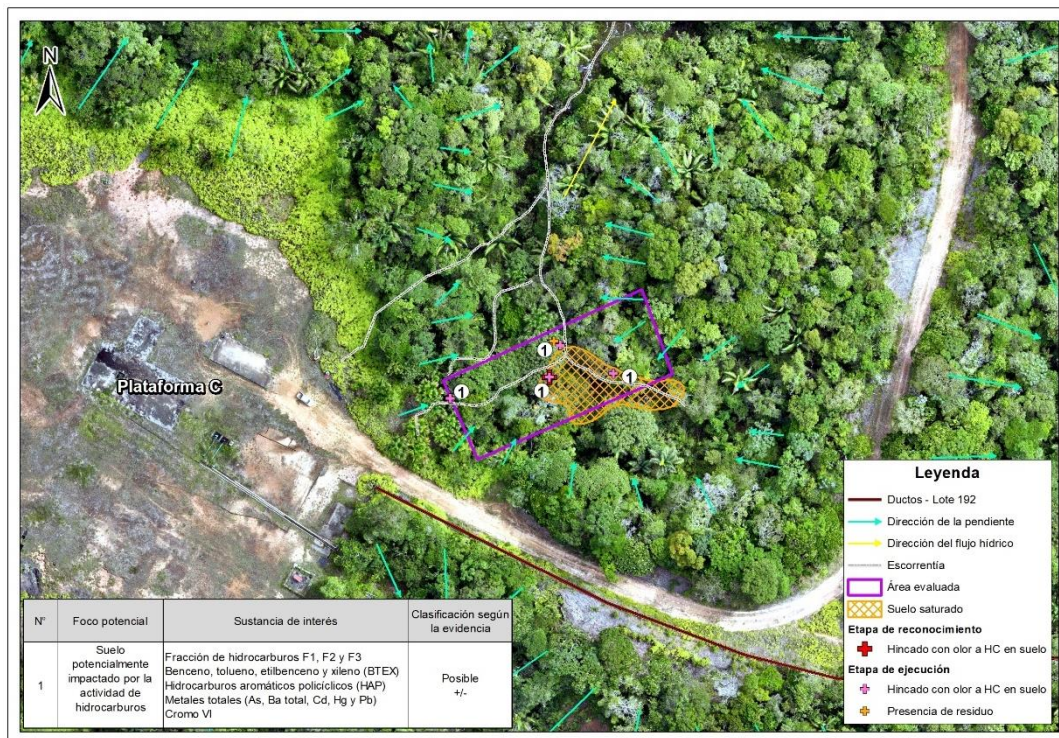 N
1
1
1
1
Plataforma C
Leyenda
Ductos - Lote 192
Dirección de la pendiente
Dirección del flujo hídrico
Escorrentía
Área evaluada
Suelo saturado
Etapa de reconocimiento
Hincado con olor a HC en suelo
Etapa de ejecución
Hincado con olor a HC en suelo
Presencia de residuo
N°
Foco potencial
Sustancia de interés
Clasificación según
la evidencia
1
Suelo
potencialmente
impactado por la
actividad de
hidrocarburos
Fracción de hidrocarburos F1, F2 y F3
Benceno, tolueno, etilbenceno y xileno (BTEX)
Hidrocarburos aromáticos policíclicos (HAP)
Metales totales (As, Ba total, Cd, Hg y Pb)
Cromo VI
Posible
+/-